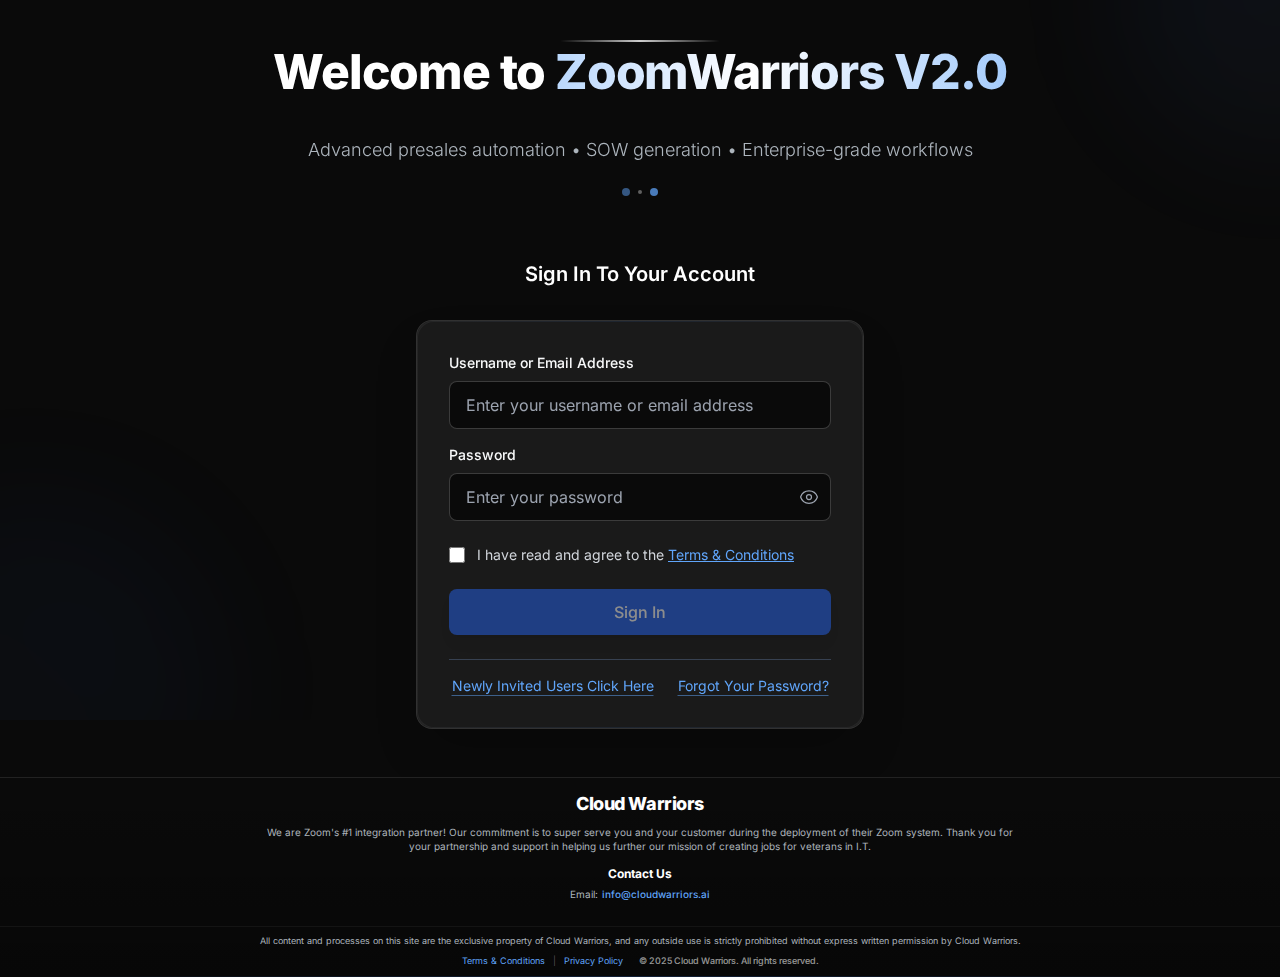 Welcome to ZoomWarriors V2.0
Advanced presales automation • SOW generation • Enterprise-grade workflows
Sign In To Your Account
Username or Email Address
Enter your username or email address
Password
Enter your password
I have read and agree to the Terms & Conditions
Sign In
Newly Invited Users Click Here Forgot Your Password?
Cloud Warriors
We are Zoom's #1 integration partner! Our commitment is to super serve you and your customer during the deployment of their Zoom system. Thank you for
your partnership and support in helping us further our mission of creating jobs for veterans in I.T.
Contact Us
Email: info@cloudwarriors.ai
All content and processes on this site are the exclusive property of Cloud Warriors, and any outside use is strictly prohibited without express written permission by Cloud Warriors.
Terms & Conditions | Privacy Policy © 2025 Cloud Warriors. All rights reserved.